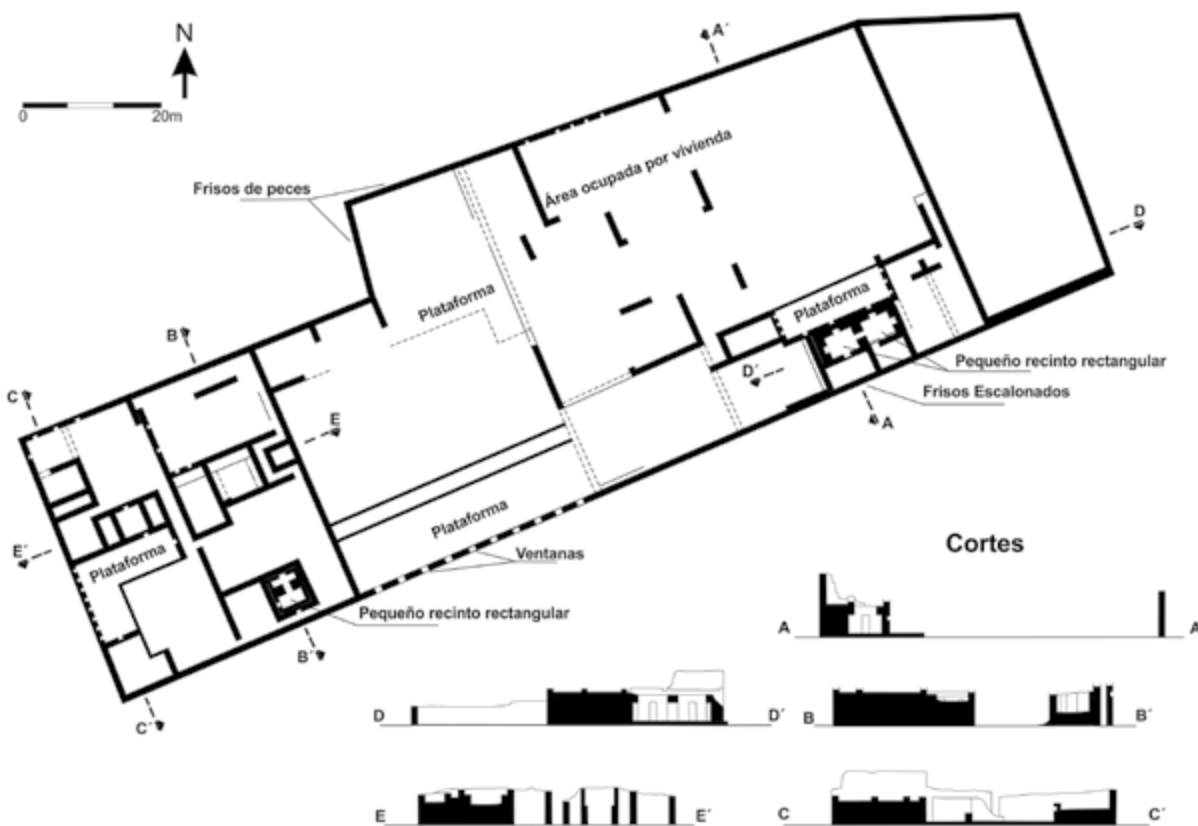 N
0 20m
A´
Frisos de peces
Área ocupada por vivienda
D
Plataforma
Plataforma
B
Pequeño recinto rectangular
D´
Frisos Escalonados
C
A
E
Plataforma
Ventanas
Cortes
E´
Plataforma
Pequeño recinto rectangular
B´
C´
A A
D D´
B B´
E E´
C C´